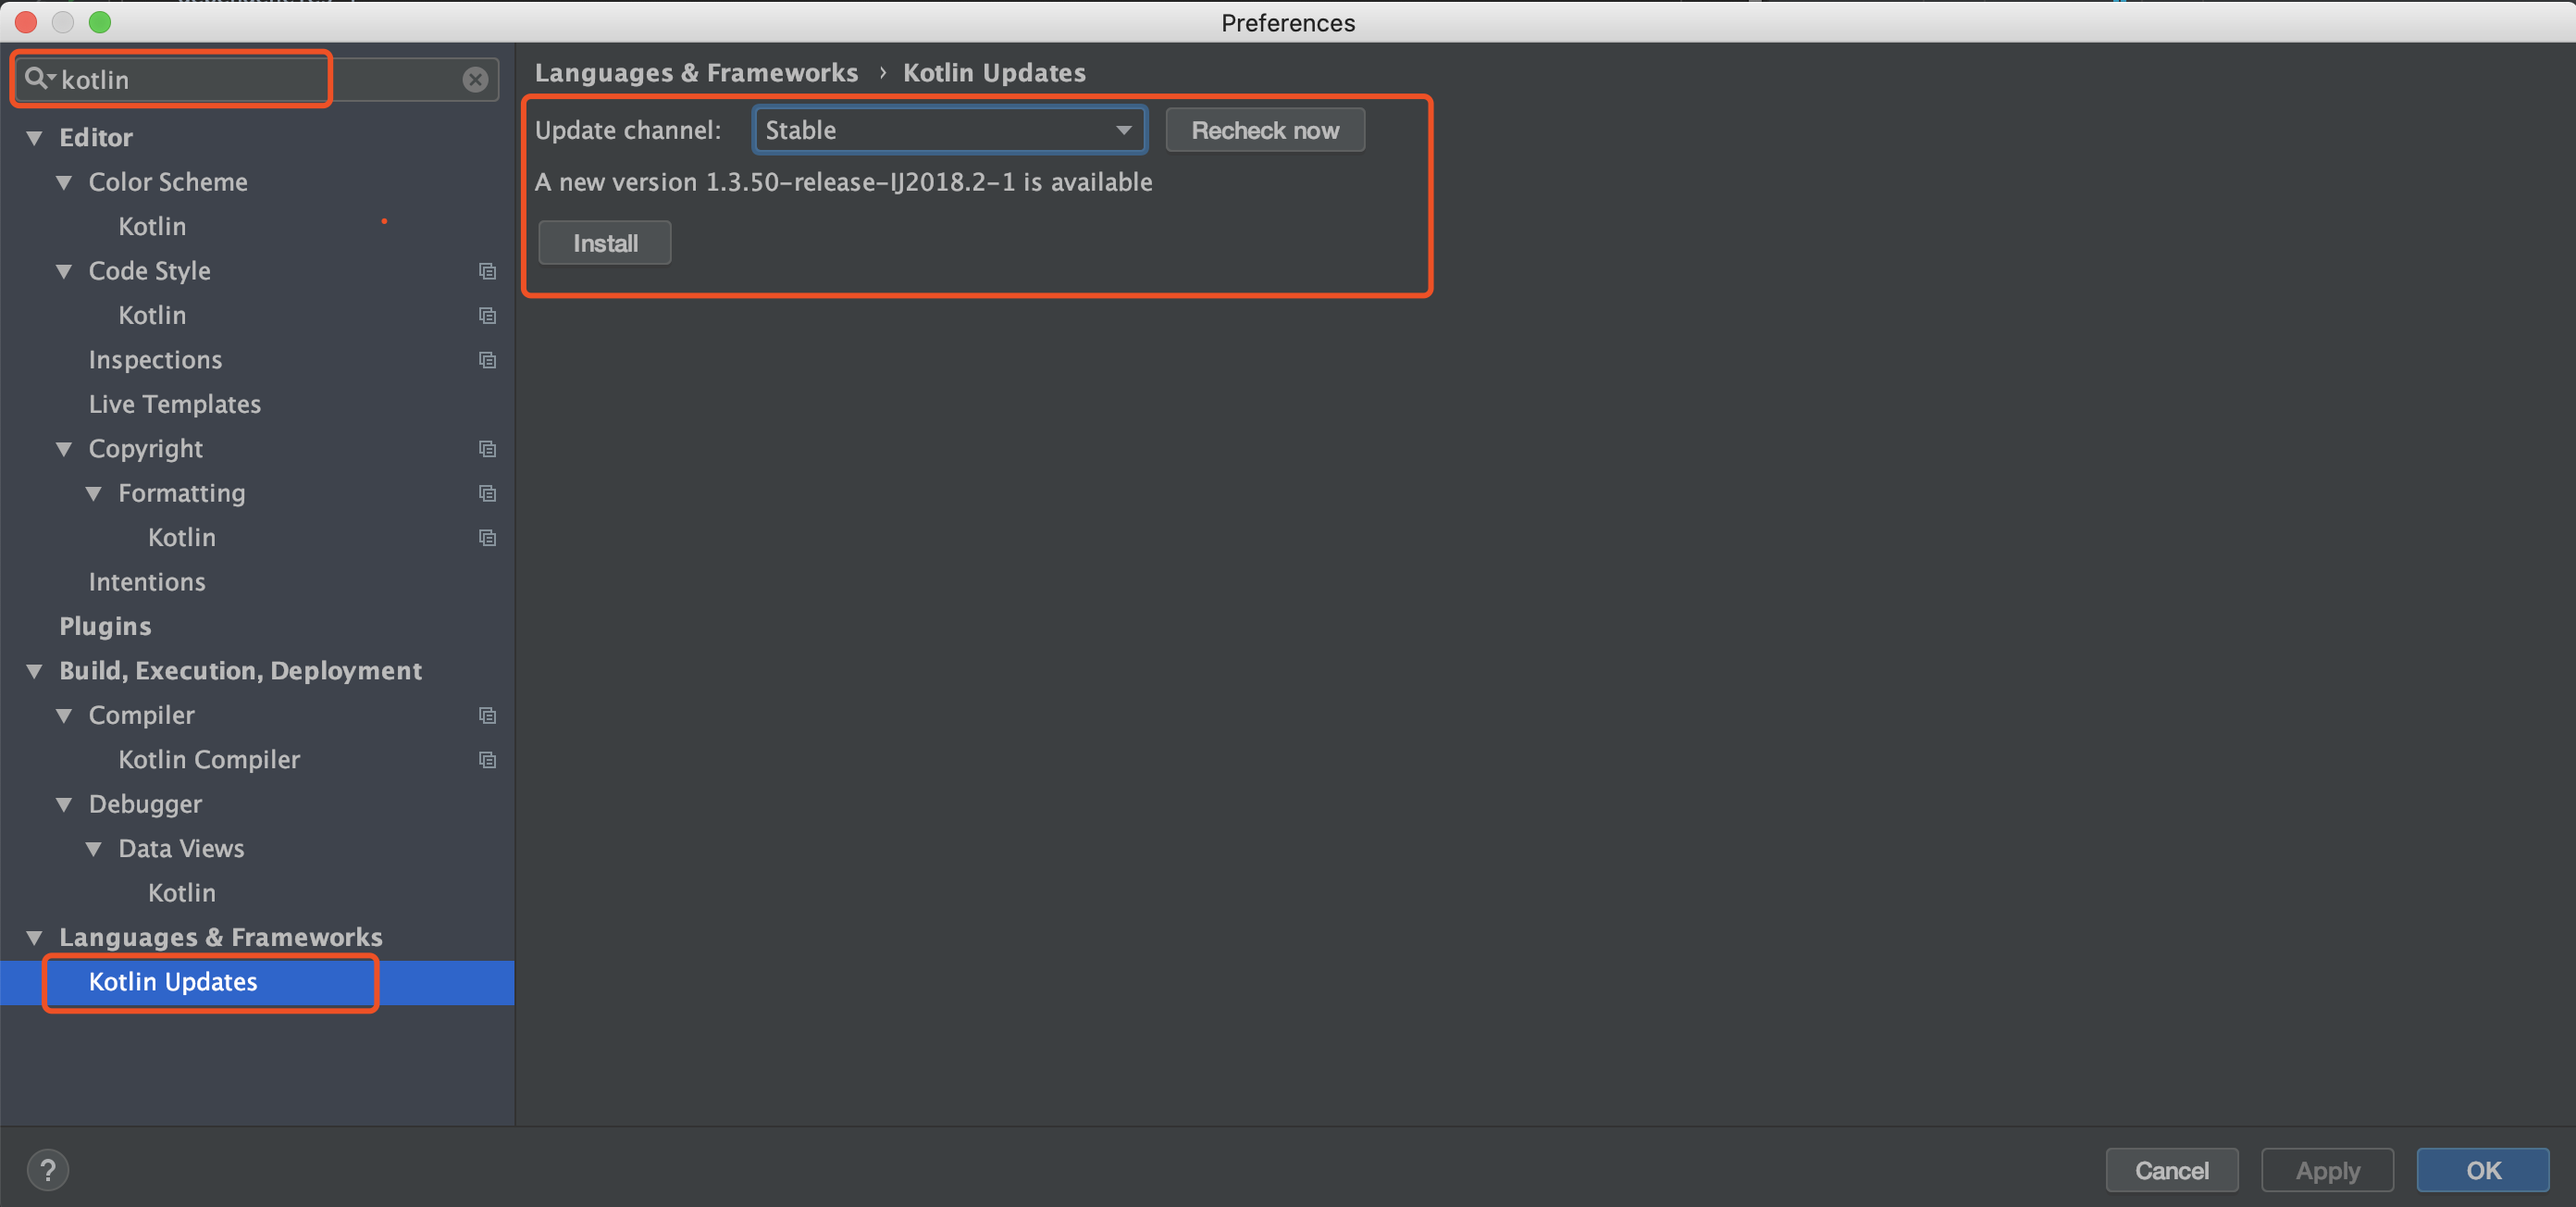 Preferences
kotlin
Editor
Color Scheme
Kotlin
Code Style
Kotlin
Inspections
Live Templates
Copyright
Formatting
Kotlin
Intentions
Plugins
Build, Execution, Deployment
Compiler
Kotlin Compiler
Debugger
Data Views
Kotlin
Languages & Frameworks
Kotlin Updates
Languages & Frameworks › Kotlin Updates
Update channel: Stable Recheck now
A new version 1.3.50-release-IJ2018.2-1 is available
Install
? Cancel Apply OK